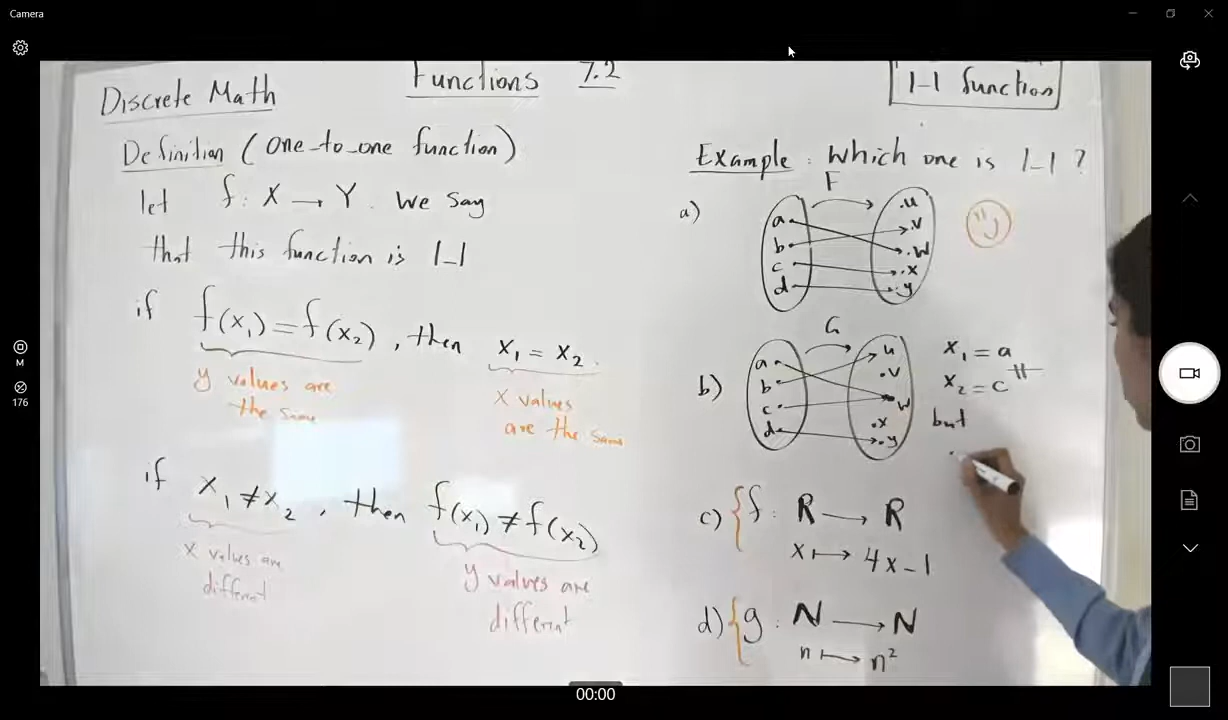 Camera
Discrete Math
Functions 7.2
1-1 function
Definition (One-to-one function)
let f: X → Y. We say
that this function is 1-1
if f(x₁) = f(x₂), then x₁ = x₂.
y values are
the same
x values
are the same
if x₁ ≠ x₂, then f(x₁) ≠ f(x₂)
x values are
different
y values are
different
Example: Which one is 1-1?
a)
F
a
b
c
d
.u
.v
.w
.x
.y
b)
G
a
b
c
d
u
.v
w
.x
.y
x₁ = a
x₂ = c
but
c) { f: R → R
x ↦ 4x-1
d) { g: N → N
n ↦ n²
M
176
00:00